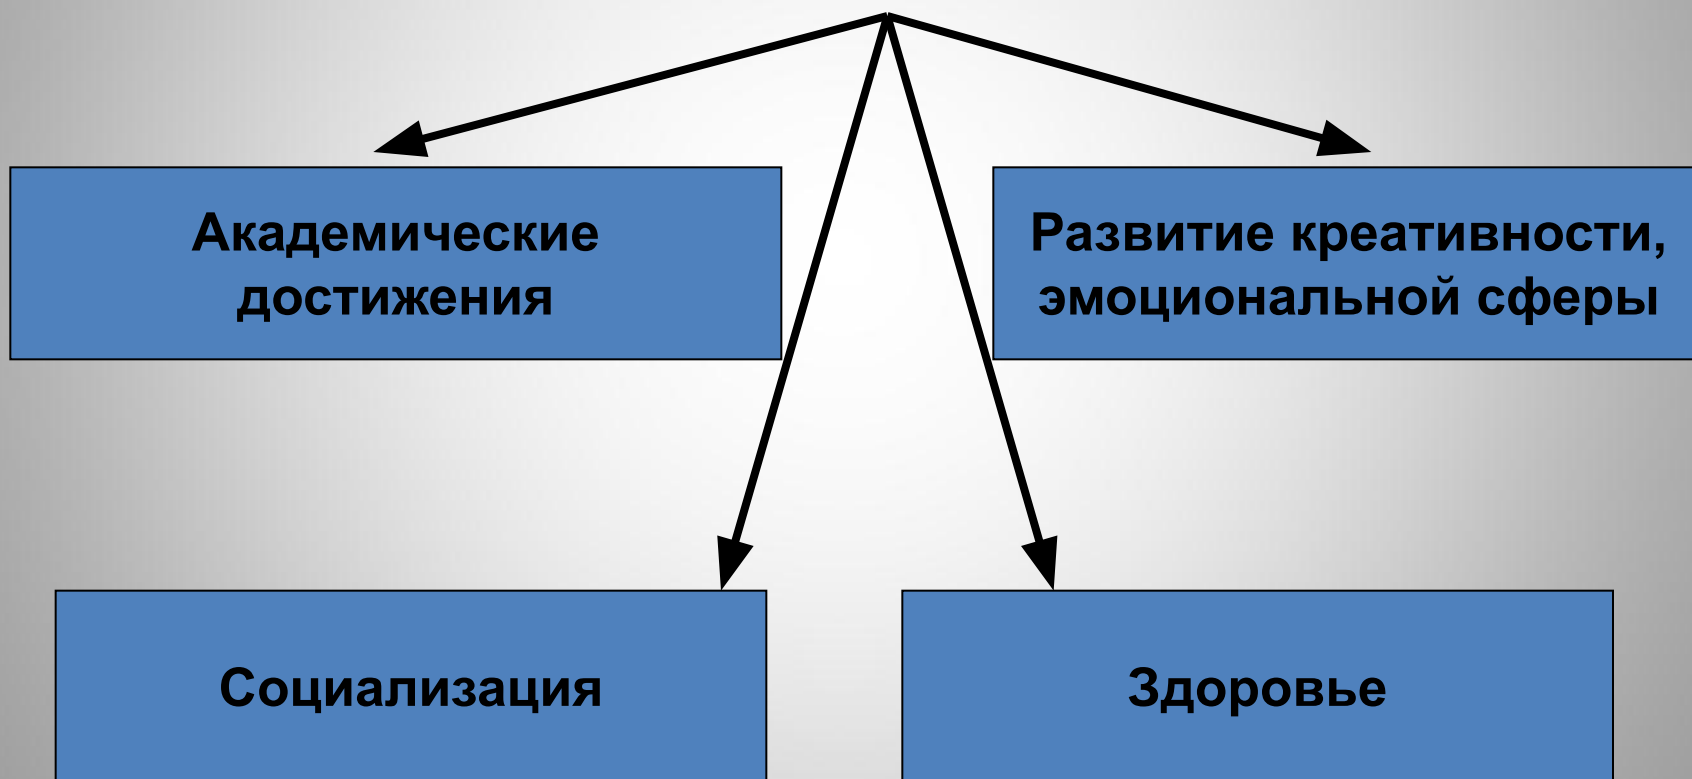 Академические
достижения
Развитие креативности,
эмоциональной сферы
Социализация
Здоровье